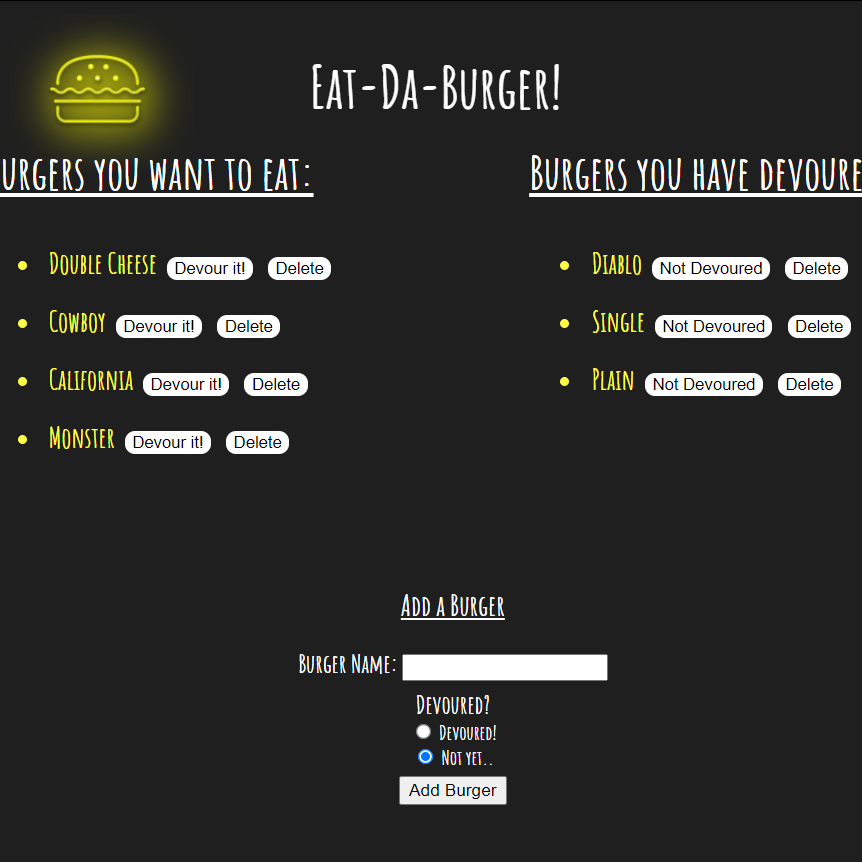 Eat-Da-Burger!
urgers you want to eat:
Double Cheese Devour it! Delete
Cowboy Devour it! Delete
California Devour it! Delete
Monster Devour it! Delete
Burgers you have devoure
Diablo Not Devoured Delete
Single Not Devoured Delete
Plain Not Devoured Delete
Add a Burger
Burger Name:
Devoured?
Devoured!
Not yet..
Add Burger